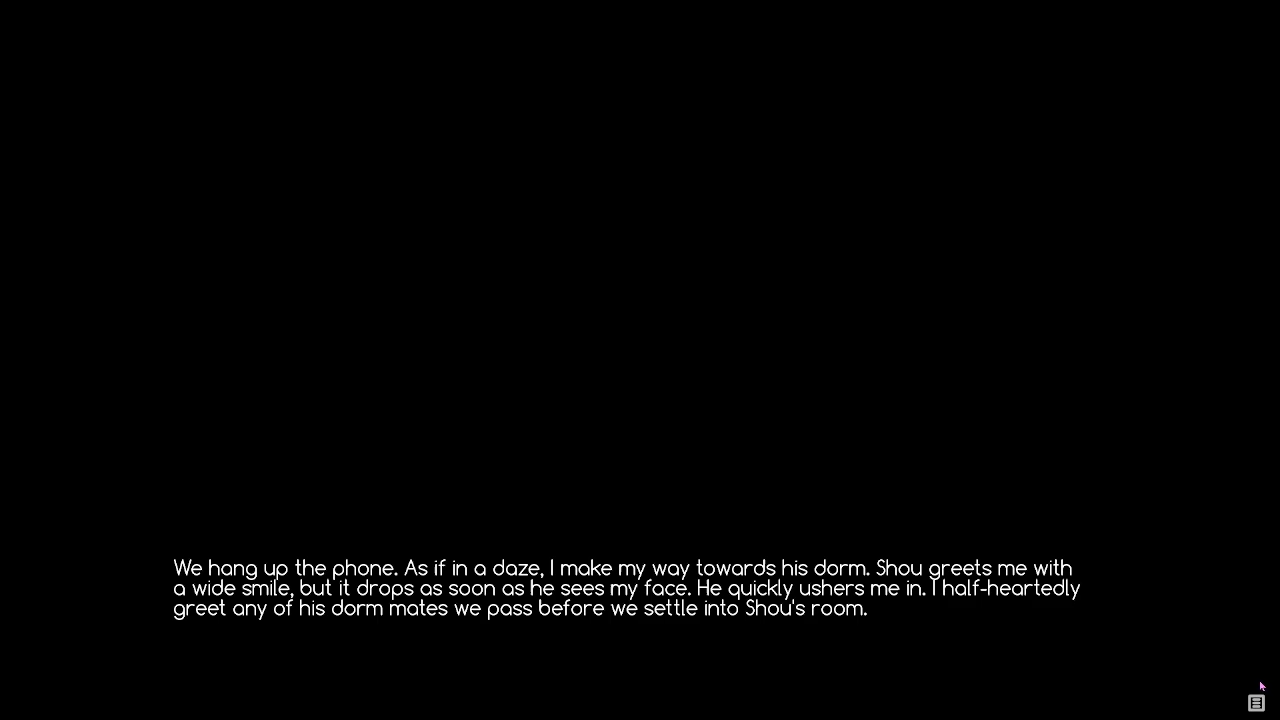 We hang up the phone. As if in a daze, I make my way towards his dorm. Shou greets me with
a wide smile, but it drops as soon as he sees my face. He quickly ushers me in. I half-heartedly
greet any of his dorm mates we pass before we settle into Shou's room.